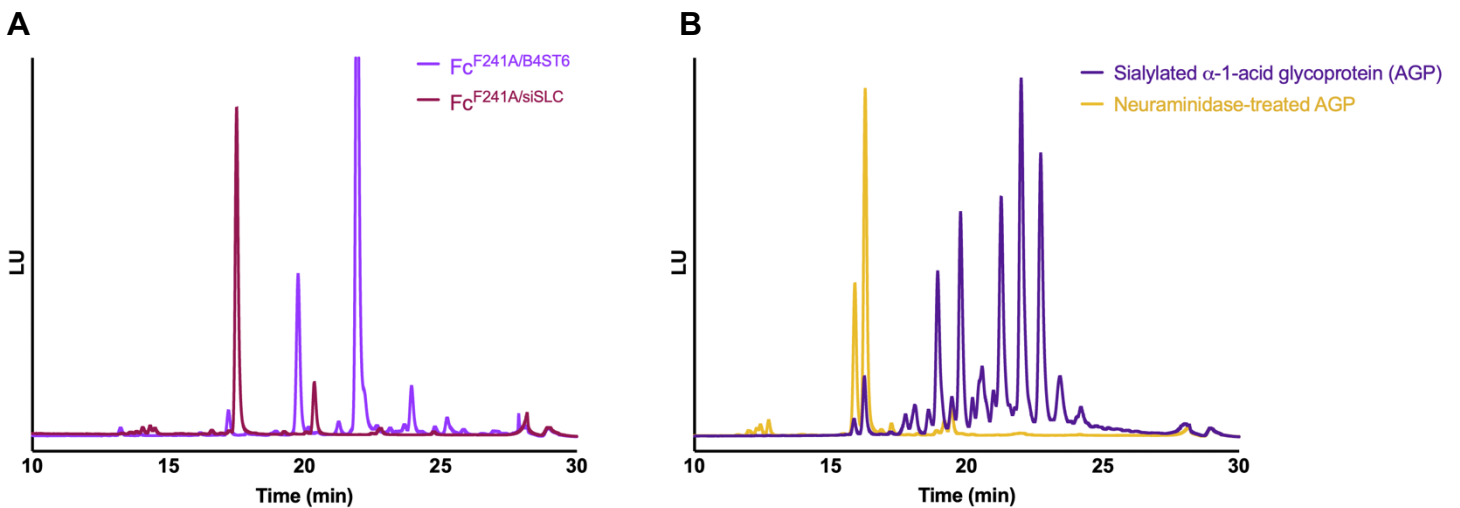 A
Fc^F241A/B4ST6
Fc^F241A/siSLC
LU
10 15 20 25 30
Time (min)
B
Sialylated α-1-acid glycoprotein (AGP)
Neuraminidase-treated AGP
LU
10 15 20 25 30
Time (min)